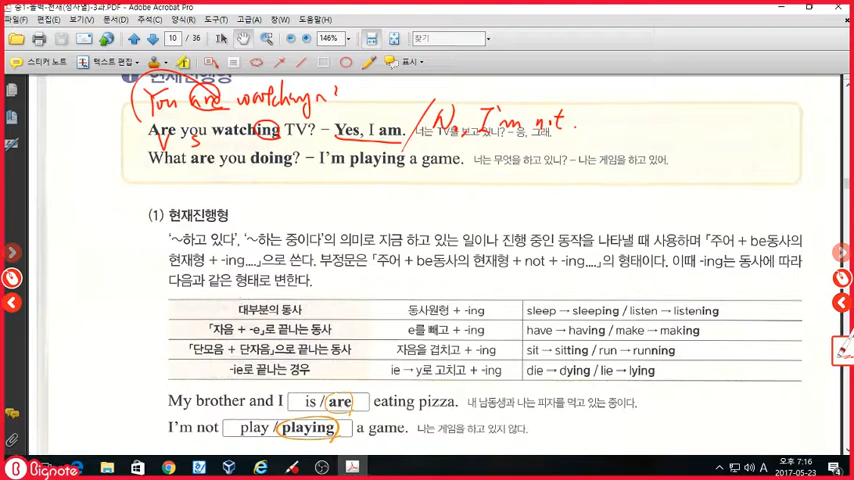 중1-플력-전재(정사열)-3과.PDF - Adobe Acrobat Pro
파일(F) 편집(E) 보기(V) 문서(D) 주석(C) 양식(R) 도구(T) 고급(A) 창(W) 도움말(H)
10 / 36 146% 찾기
스티커 노트 텍스트 편집 표시
현재진행형
You are watching
Are you watching TV? – Yes, I am. / No, I'm not. 너는 TV를 보고 있니? – 응, 그래.
V S
What are you doing? – I'm playing a game. 너는 무엇을 하고 있니? – 나는 게임을 하고 있어.
(1) 현재진행형
'~하고 있다', '~하는 중이다'의 의미로 지금 하고 있는 일이나 진행 중인 동작을 나타낼 때 사용하며 「주어 + be동사의
현재형 + -ing....」으로 쓴다. 부정문은 「주어 + be동사의 현재형 + not + -ing....」의 형태이다. 이때 -ing는 동사에 따라
다음과 같은 형태로 변한다.
대부분의 동사 동사원형 + -ing sleep → sleeping / listen → listening
「자음 + -e」로 끝나는 동사 e를 빼고 + -ing have → having / make → making
「단모음 + 단자음」으로 끝나는 동사 자음을 겹치고 + -ing sit → sitting / run → running
-ie로 끝나는 경우 ie → y로 고치고 + -ing die → dying / lie → lying
My brother and I is / are eating pizza. 내 남동생과 나는 피자를 먹고 있는 중이다.
I'm not play / playing a game. 나는 게임을 하고 있지 않다.
Bignote
A 오후 7:16
2017-05-23